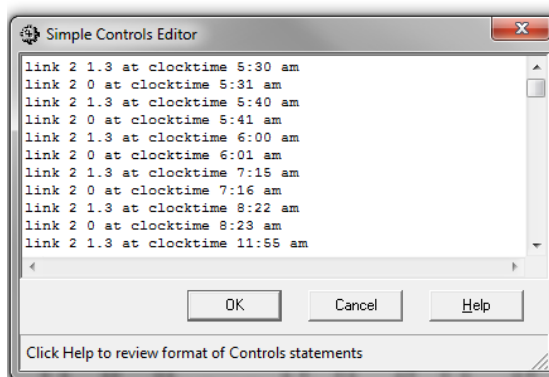 Simple Controls Editor
link 2 1.3 at clocktime 5:30 am
link 2 0 at clocktime 5:31 am
link 2 1.3 at clocktime 5:40 am
link 2 0 at clocktime 5:41 am
link 2 1.3 at clocktime 6:00 am
link 2 0 at clocktime 6:01 am
link 2 1.3 at clocktime 7:15 am
link 2 0 at clocktime 7:16 am
link 2 1.3 at clocktime 8:22 am
link 2 0 at clocktime 8:23 am
link 2 1.3 at clocktime 11:55 am
OK Cancel Help
Click Help to review format of Controls statements